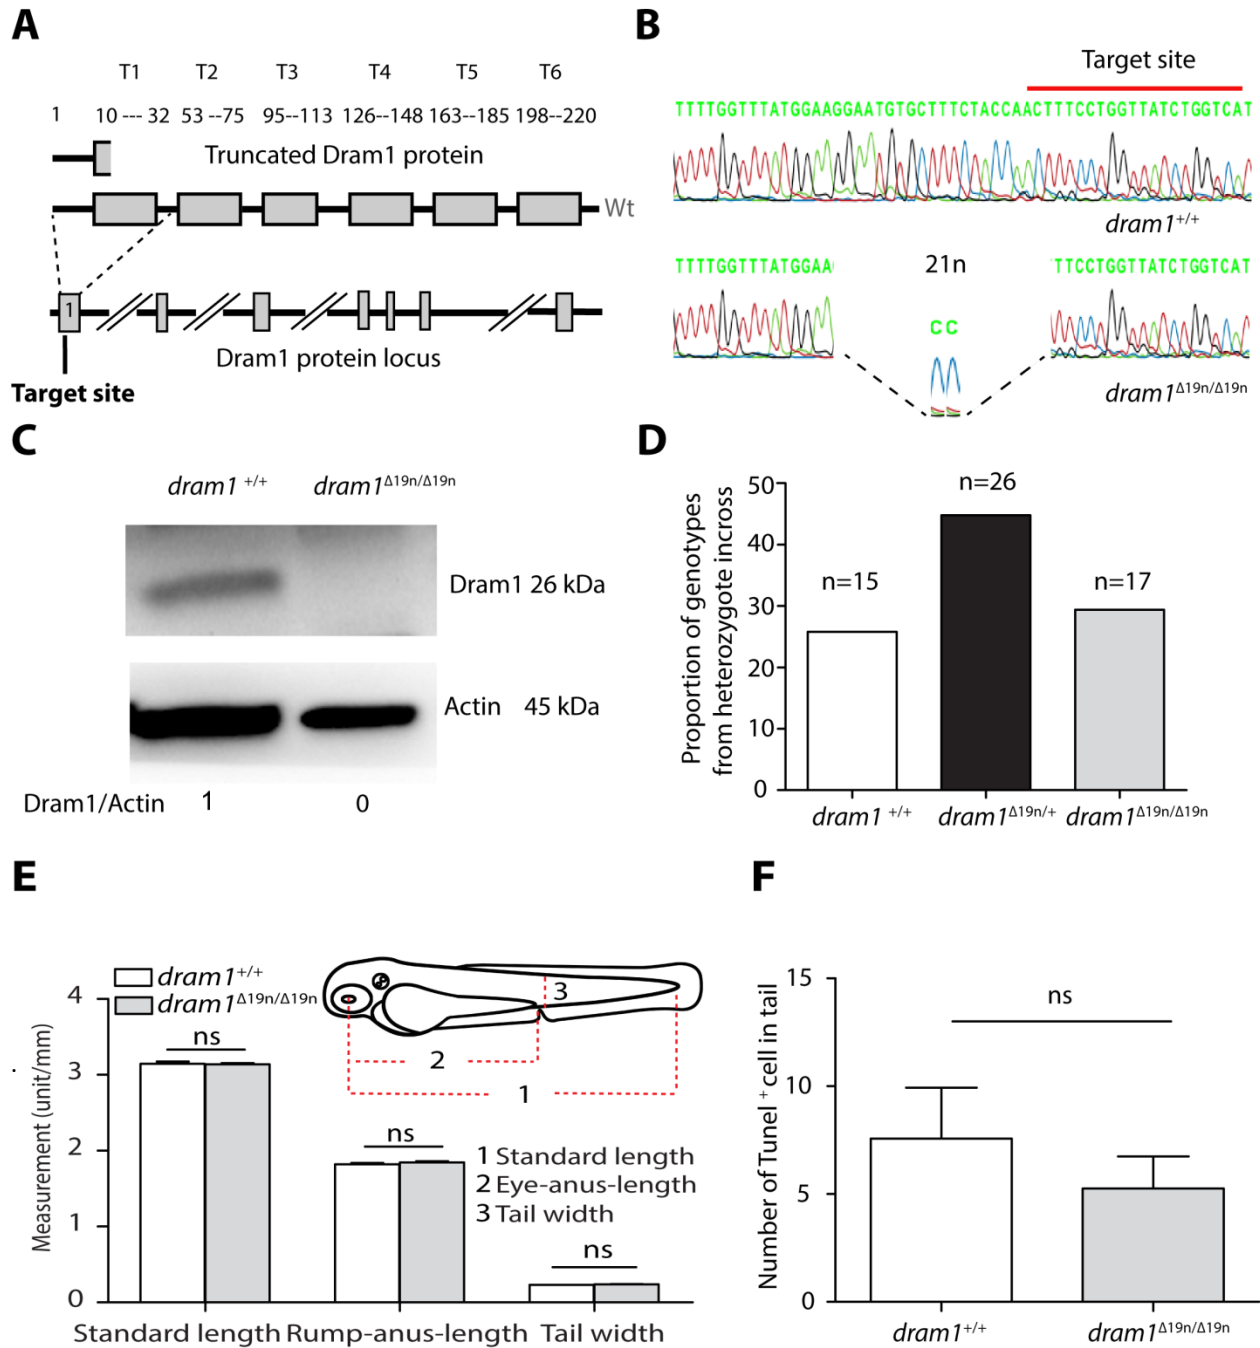 A
T1 T2 T3 T4 T5 T6
1 10 --- 32 53 --75 95--113 126--148 163--185 198--220
Truncated Dram1 protein
Wt
1
Dram1 protein locus
Target site
B
Target site
TTTTGGTTTATGGAAGGAATGTGCTTTCTACCAACTTTCCTGGTTATCTGGTCAT
dram1+/+
TTTTGGTTTATGGAA
21n
TTCCTGGTTATCTGGTCAT
CC
dram1Δ19n/Δ19n
C
dram1 +/+ dram1Δ19n/Δ19n
Dram1 26 kDa
Actin 45 kDa
Dram1/Actin 1 0
D
Proportion of genotypes
from heterozygote incross
50
40
30
20
10
0
n=15
n=26
n=17
dram1 +/+ dram1Δ19n/+ dram1Δ19n/Δ19n
E
dram1+/+
dram1Δ19n/Δ19n
Measurement (unit/mm)
4
3
2
1
0
ns
ns
ns
3
2
1
1 Standard length
2 Eye-anus-length
3 Tail width
Standard length Rump-anus-length Tail width
F
Number of Tunel + cell in tail
15
10
5
0
ns
dram1+/+ dram1Δ19n/Δ19n